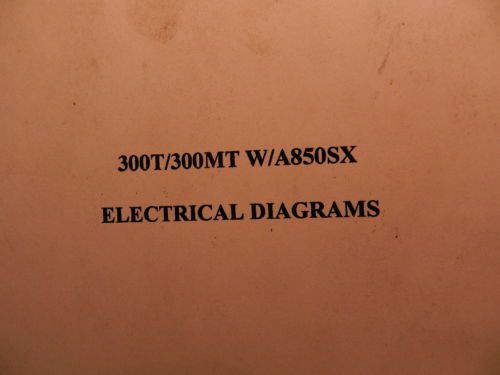 300T/300MT W/A850SX
ELECTRICAL DIAGRAMS